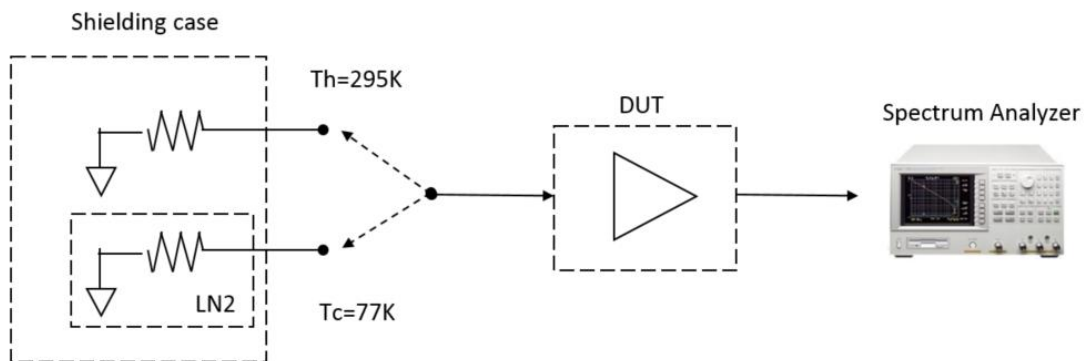 Shielding case
Th=295K
DUT
Spectrum Analyzer
LN2
Tc=77K